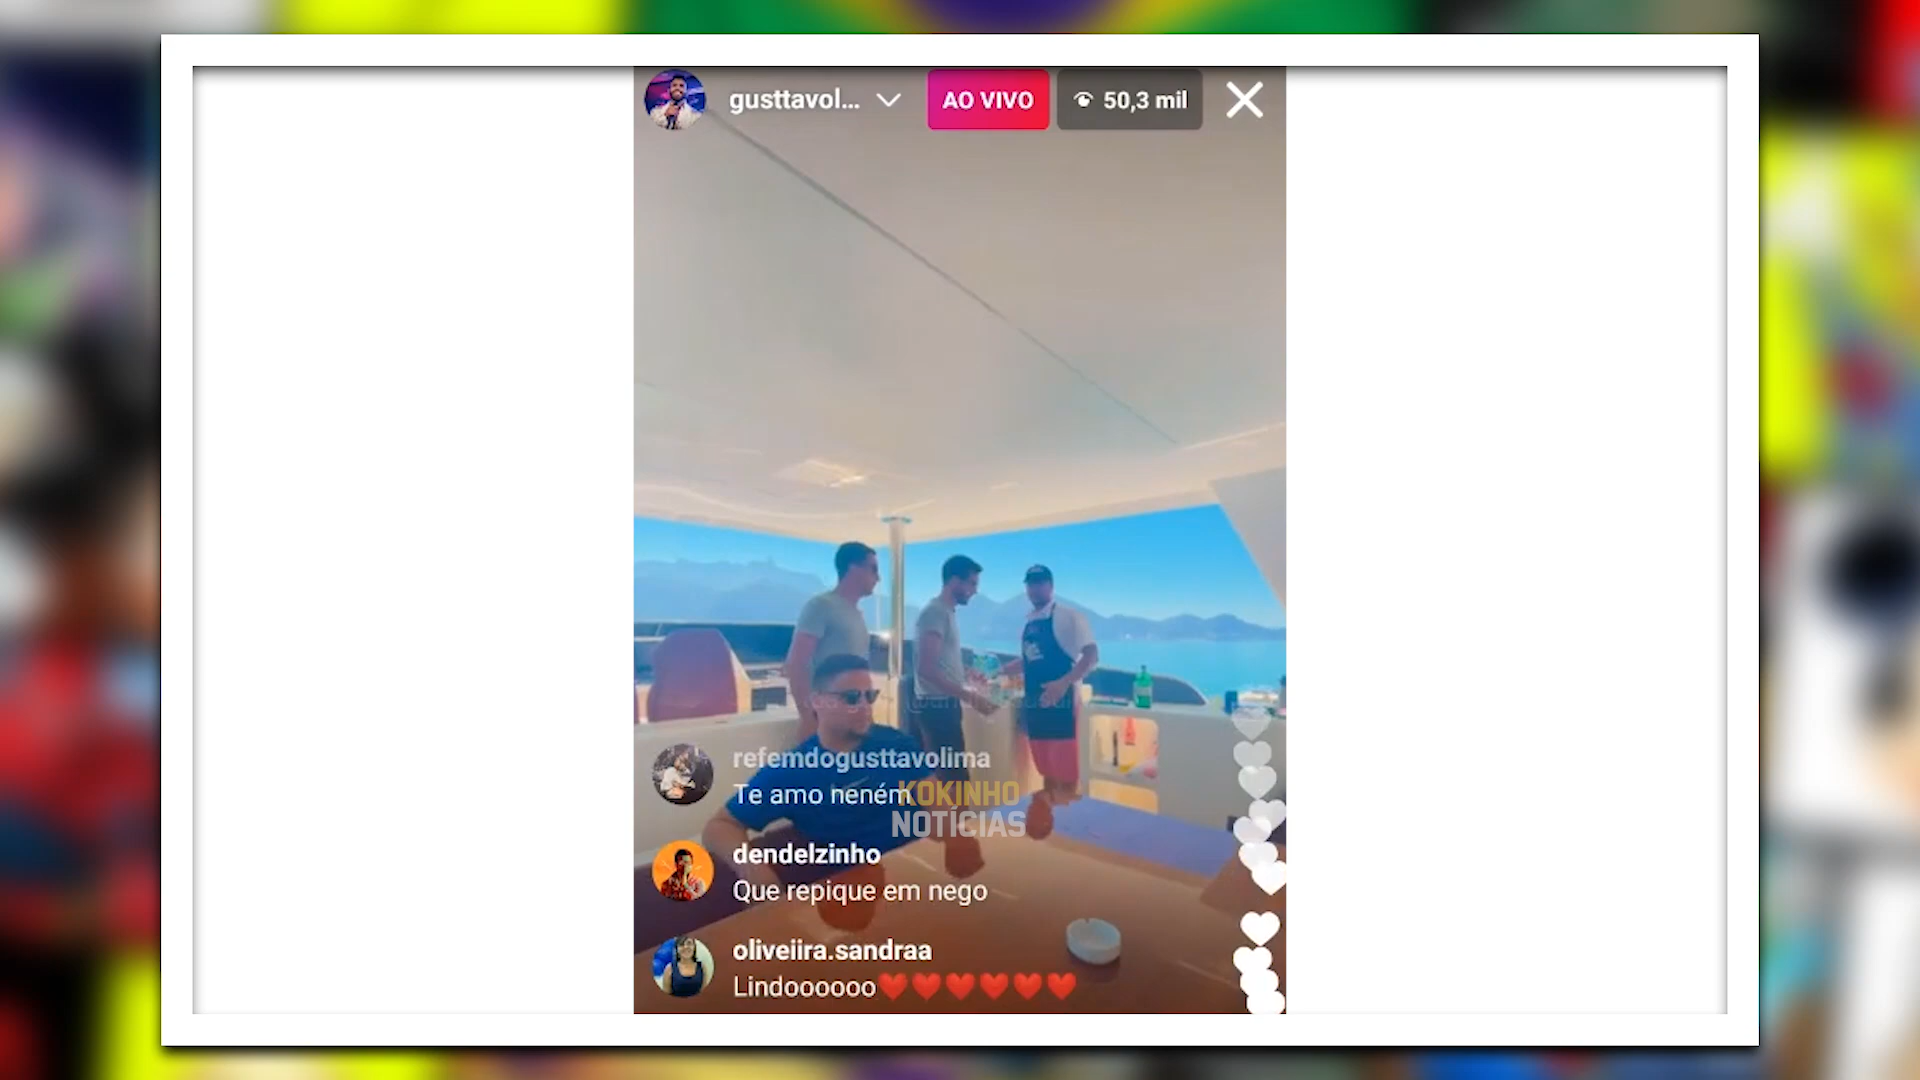 gusttavol...
AO VIVO
50,3 mil
refemdogusttavolima
Te amo neném
KOKINHO
NOTÍCIAS
dendelzinho
Que repique em nego
oliveiira.sandraa
Lindoooooo❤️❤️❤️❤️❤️❤️